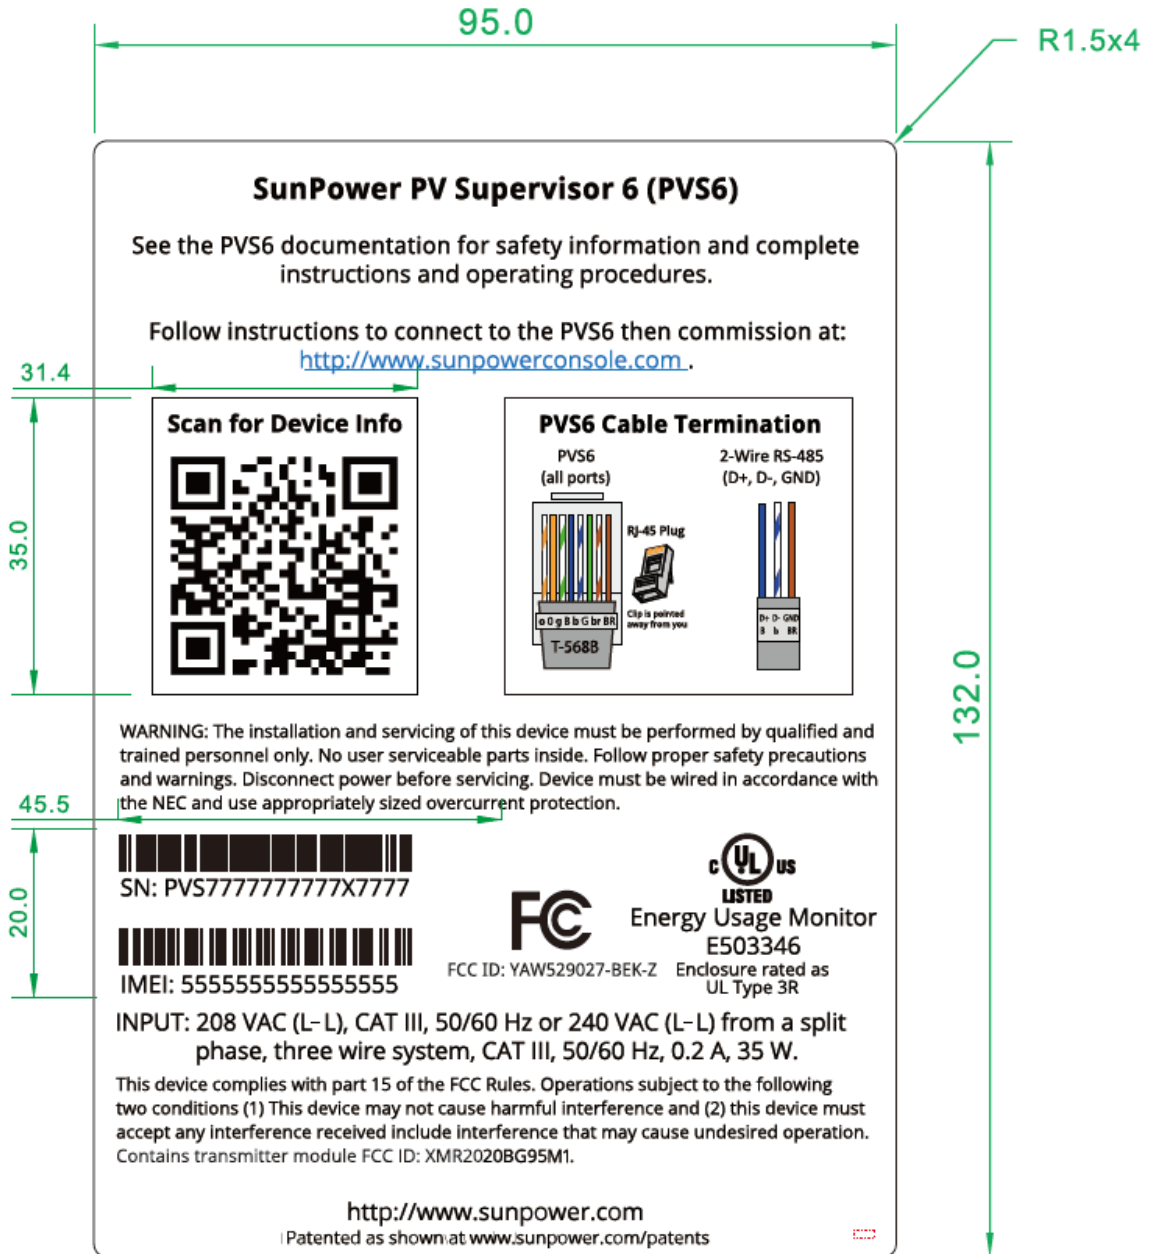 95.0
R1.5x4
SunPower PV Supervisor 6 (PVS6)
See the PVS6 documentation for safety information and complete
instructions and operating procedures.
Follow instructions to connect to the PVS6 then commission at:
http://www.sunpowerconsole.com .
31.4
Scan for Device Info
35.0
PVS6 Cable Termination
PVS6
(all ports)
2-Wire RS-485
(D+, D-, GND)
RJ-45 Plug
Clip is pointed
away from you
o O g B b G br BR
T-568B
D+ D- GND
B b BR
132.0
WARNING: The installation and servicing of this device must be performed by qualified and
trained personnel only. No user serviceable parts inside. Follow proper safety precautions
and warnings. Disconnect power before servicing. Device must be wired in accordance with
the NEC and use appropriately sized overcurrent protection.
45.5
20.0
SN: PVS7777777777X7777
IMEI: 5555555555555555
FC
FCC ID: YAW529027-BEK-Z
C UL US
LISTED
Energy Usage Monitor
E503346
Enclosure rated as
UL Type 3R
INPUT: 208 VAC (L-L), CAT III, 50/60 Hz or 240 VAC (L-L) from a split
phase, three wire system, CAT III, 50/60 Hz, 0.2 A, 35 W.
This device complies with part 15 of the FCC Rules. Operations subject to the following
two conditions (1) This device may not cause harmful interference and (2) this device must
accept any interference received include interference that may cause undesired operation.
Contains transmitter module FCC ID: XMR2020BG95M1.
http://www.sunpower.com
Patented as shown at www.sunpower.com/patents